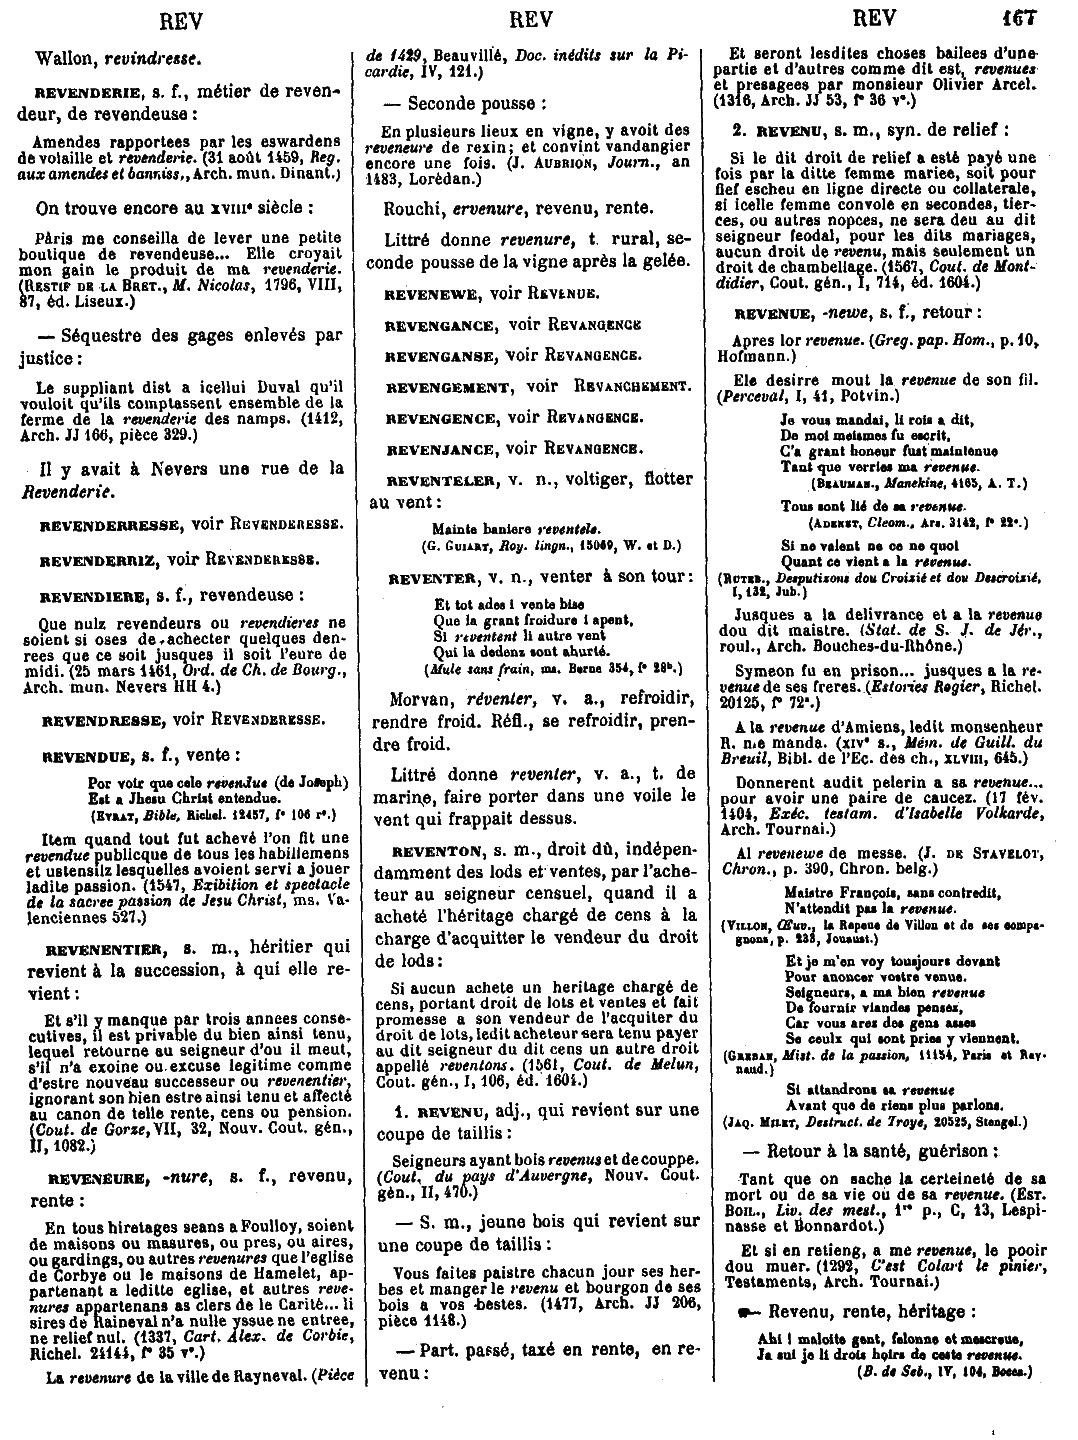 REV
REV
REV
167
Wallon, revindresse.
REVENDERIE, s. f., métier de reven-
deur, de revendeuse :
Amendes rapportees par les eswardens
de volaille et revenderie. (31 août 1459, Reg.
aux amendes et banniss., Arch. mun. Dinant.)
On trouve encore au XVIIIe siècle :
Pâris me conseilla de lever une petite
boutique de revendeuse... Elle croyait
mon gain le produit de ma revenderie.
(RESTIF DE LA BRET., M. Nicolas, 1796, VIII,
87, éd. Liseux.)
— Séquestre des gages enlevés par
justice :
Le suppliant dist a icellui Duval qu'il
vouloit qu'ils comptassent ensemble de la
ferme de la revenderie des namps. (1412,
Arch. JJ 166, pièce 329.)
Il y avait à Nevers une rue de la
Revenderie.
REVENDERRESSE, voir REVENDERESSE.
REVENDERRIZ, voir REVENDERESSE.
REVENDIERE, s. f., revendeuse :
Que nulz revendeurs ou revendieres ne
soient si oses de achecter quelques den-
rees que ce soit jusques il soit l'eure de
midi. (25 mars 1461, Ord. de Ch. de Bourg.,
Arch. mun. Nevers HH 4.)
REVENDRESSE, voir REVENDERESSE.
REVENDUE, s. f., vente :
Por voir que cele revendue (de Joseph)
Est a Jhesu Christ entendue.
(EVRAT, Bible, Richel. 12457, f° 106 r°.)
Item quand tout fut achevé l'on fit une
revendue publicque de tous les habillemens
et ustensilz lesquelles avoient servi a jouer
ladite passion. (1547, Exibition et spectacle
de la sacree passion de Jesu Christ, ms. Va-
lenciennes 527.)
REVENENTIER, s. m., héritier qui
revient à la succession, à qui elle re-
vient :
Et s'il y manque par trois annees conse-
cutives, il est privable du bien ainsi tenu,
lequel retourne au seigneur d'ou il meut,
s'il n'a exoine ou excuse legitime comme
d'estre nouveau successeur ou revenentier,
ignorant son bien estre ainsi tenu et affecté
au canon de telle rente, cens ou pension.
(Cout. de Gorze, VII, 32, Nouv. Cout. gén.,
II, 1082.)
REVENEURE, -nure, s. f., revenu,
rente :
En tous hiretages seans a Foulloy, soient
de maisons ou masures, ou pres, ou aires,
ou gardings, ou autres revenures que l'eglise
de Corbye ou le maisons de Hamelet, ap-
partenant a leditte eglise, et autres reve-
nures appartenans as clers de le Carité... li
sires de Raineval n'a nulle yssue ne entree,
ne relief nul. (1337, Cart. Alex. de Corbie,
Richel. 24144, f° 35 v°.)
La revenure de la ville de Rayneval. (Pièce
de 1429, Beauvillé, Doc. inédits sur la Pi-
cardie, IV, 121.)
— Seconde pousse :
En plusieurs lieux en vigne, y avoit des
reveneure de rexin; et convint vandangier
encore une fois. (J. AUBRION, Journ., an
1483, Lorédan.)
Rouchi, ervenure, revenu, rente.
Littré donne revenure, t. rural, se-
conde pousse de la vigne après la gelée.
REVENEWE, voir REVENUE.
REVENGANCE, voir REVANGENCE
REVENGANSE, voir REVANGENCE.
REVENGEMENT, voir REVANCHEMENT.
REVENGENCE, voir REVANGENCE.
REVENJANCE, voir REVANGENCE.
REVENTELER, v. n., voltiger, flotter
au vent :
Mainte baniere reventele.
(G. GUIART, Roy. lingn., 15069, W. et D.)
REVENTER, v. n., venter à son tour :
Et tot ades i vente bise
Que la grant froidure i apent,
Si reventent li autre vent
Qui la dedenz sont ahurté.
(Mule sans frain, ms. Berne 354, f° 28b.)
Morvan, réventer, v. a., refroidir,
rendre froid. Réfl., se refroidir, pren-
dre froid.
Littré donne reventer, v. a., t. de
marine, faire porter dans une voile le
vent qui frappait dessus.
REVENTON, s. m., droit dû, indépen-
damment des lods et ventes, par l'ache-
teur au seigneur censuel, quand il a
acheté l'héritage chargé de cens à la
charge d'acquitter le vendeur du droit
de lods :
Si aucun achete un heritage chargé de
cens, portant droit de lots et ventes et fait
promesse a son vendeur de l'acquiter du
droit de lots, ledit acheteur sera tenu payer
au dit seigneur du dit cens un autre droit
appellé reventons. (1561, Cout. de Melun,
Cout. gén., I, 106, éd. 1604.)
1. REVENU, adj., qui revient sur une
coupe de taillis :
Seigneurs ayant bois revenus et de couppe.
(Cout. du pays d'Auvergne, Nouv. Cout.
gén., II, 470.)
— S. m., jeune bois qui revient sur
une coupe de taillis :
Vous faites paistre chacun jour ses her-
bes et manger le revenu et bourgon de ses
bois a vos bestes. (1477, Arch. JJ 206,
pièce 1148.)
— Part. passé, taxé en rente, en re-
venu :
Et seront lesdites choses bailees d'une
partie et d'autres comme dit est, revenues
et presagees par monsieur Olivier Arcel.
(1316, Arch. JJ 53, f° 36 v°.)
2. REVENU, s. m., syn. de relief :
Si le dit droit de relief a esté payé une
fois par la ditte femme mariee, soit pour
fief escheu en ligne directe ou collaterale,
si icelle femme convole en secondes, tier-
ces, ou autres nopces, ne sera deu au dit
seigneur feodal, pour les dits mariages,
aucun droit de revenu, mais seulement un
droit de chambellage. (1567, Cout. de Mont-
didier, Cout. gén., I, 714, éd. 1604.)
REVENUE, -newe, s. f., retour :
Apres lor revenue. (Greg. pap. Hom., p. 10,
Hofmann.)
Ele desirre mout la revenue de son fil.
(Perceval, I, 41, Potvin.)
Je vous mandai, li rois a dit,
De moi meismes fu escrit,
C'a grant honeur fust maintenue
Tant que verries ma revenue.
(BEAUMAN., Manekine, 4165, A. T.)
Tous sont lié de sa revenue.
(ADENET, Cleom., Ars. 3142, f° 22c.)
Si ne valent ne ce ne quoi
Quant ce vient a la revenue.
(RUTEB., Desputizons dou Croisié et dou Descroizié,
I, 132, Jub.)
Jusques a la delivrance et a la revenue
dou dit maistre. (Stat. de S. J. de Jér.,
roul., Arch. Bouches-du-Rhône.)
Symeon fu en prison... jusques a la re-
venue de ses freres. (Estories Rogier, Richel.
20125, f° 72c.)
A la revenue d'Amiens, ledit monsenheur
R. me manda. (XIVe s., Mém. de Guill. du
Breuil, Bibl. de l'Ec. des ch., XLVIII, 645.)
Donnerent audit pelerin a sa revenue...
pour avoir une paire de caucez. (17 fév.
1404, Exéc. testam. d'Isabelle Volkarde,
Arch. Tournai.)
Al revenewe de messe. (J. DE STAVELOT,
Chron., p. 390, Chron. belg.)
Maistre François, sans contredit,
N'attendit pas la revenue.
(VILLON, Œuv., la Repeue de Villon et de ses compa-
gnons, p. 233, Jouaust.)
Et je m'en voy tousjours devant
Pour anoncer vostre venue.
Seigneurs, a ma bien revenue
De fournir viandes penses,
Car vous ares des gens asses
Se ceulx qui sont pries y viennent.
(GREBAN, Mist. de la passion, 11154, Paris et Ray-
naud.)
Si attandrons sa revenue
Avant que de riens plus parlons.
(JAQ. MILET, Destruct. de Troye, 20525, Stengel.)
— Retour à la santé, guérison :
Tant que on sache la certeineté de sa
mort ou de sa vie ou de sa revenue. (EST.
BOIL., Liv. des mest., 1re p., C, 13, Lespi-
nasse et Bonnardot.)
Et si en retieng, a me revenue, le pooir
dou muer. (1292, C'est Colart le pinier,
Testaments, Arch. Tournai.)
— Revenu, rente, héritage :
Ahi ! maloite gent, felonne et mescreue,
Ja sui je li drois hoirs de ceste revenue.
(B. de Seb., IV, 104, Bocca.)